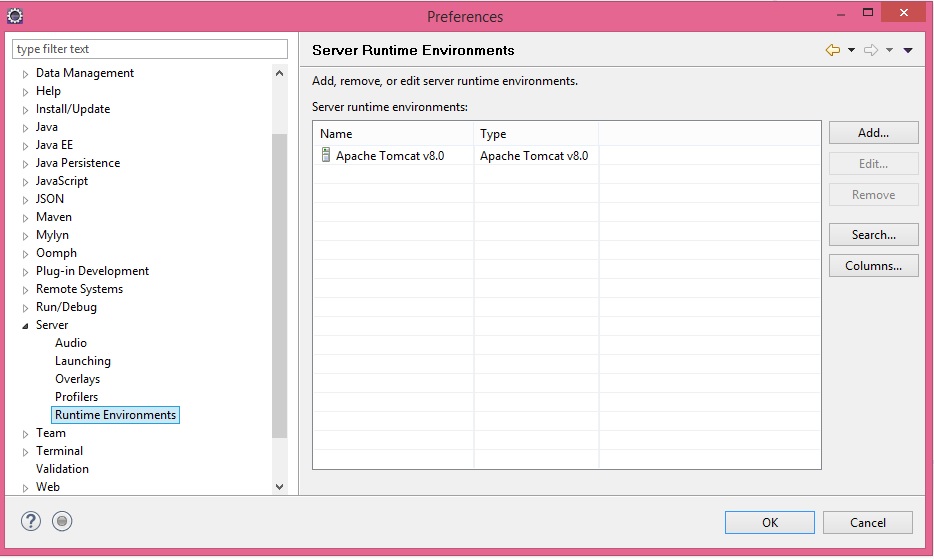 Preferences
type filter text
Data Management
Help
Install/Update
Java
Java EE
Java Persistence
JavaScript
JSON
Maven
Mylyn
Oomph
Plug-in Development
Remote Systems
Run/Debug
Server
Audio
Launching
Overlays
Profilers
Runtime Environments
Team
Terminal
Validation
Web
Server Runtime Environments
Add, remove, or edit server runtime environments.
Server runtime environments:
Name Type
Apache Tomcat v8.0 Apache Tomcat v8.0
Add...
Edit...
Remove
Search...
Columns...
?
OK Cancel